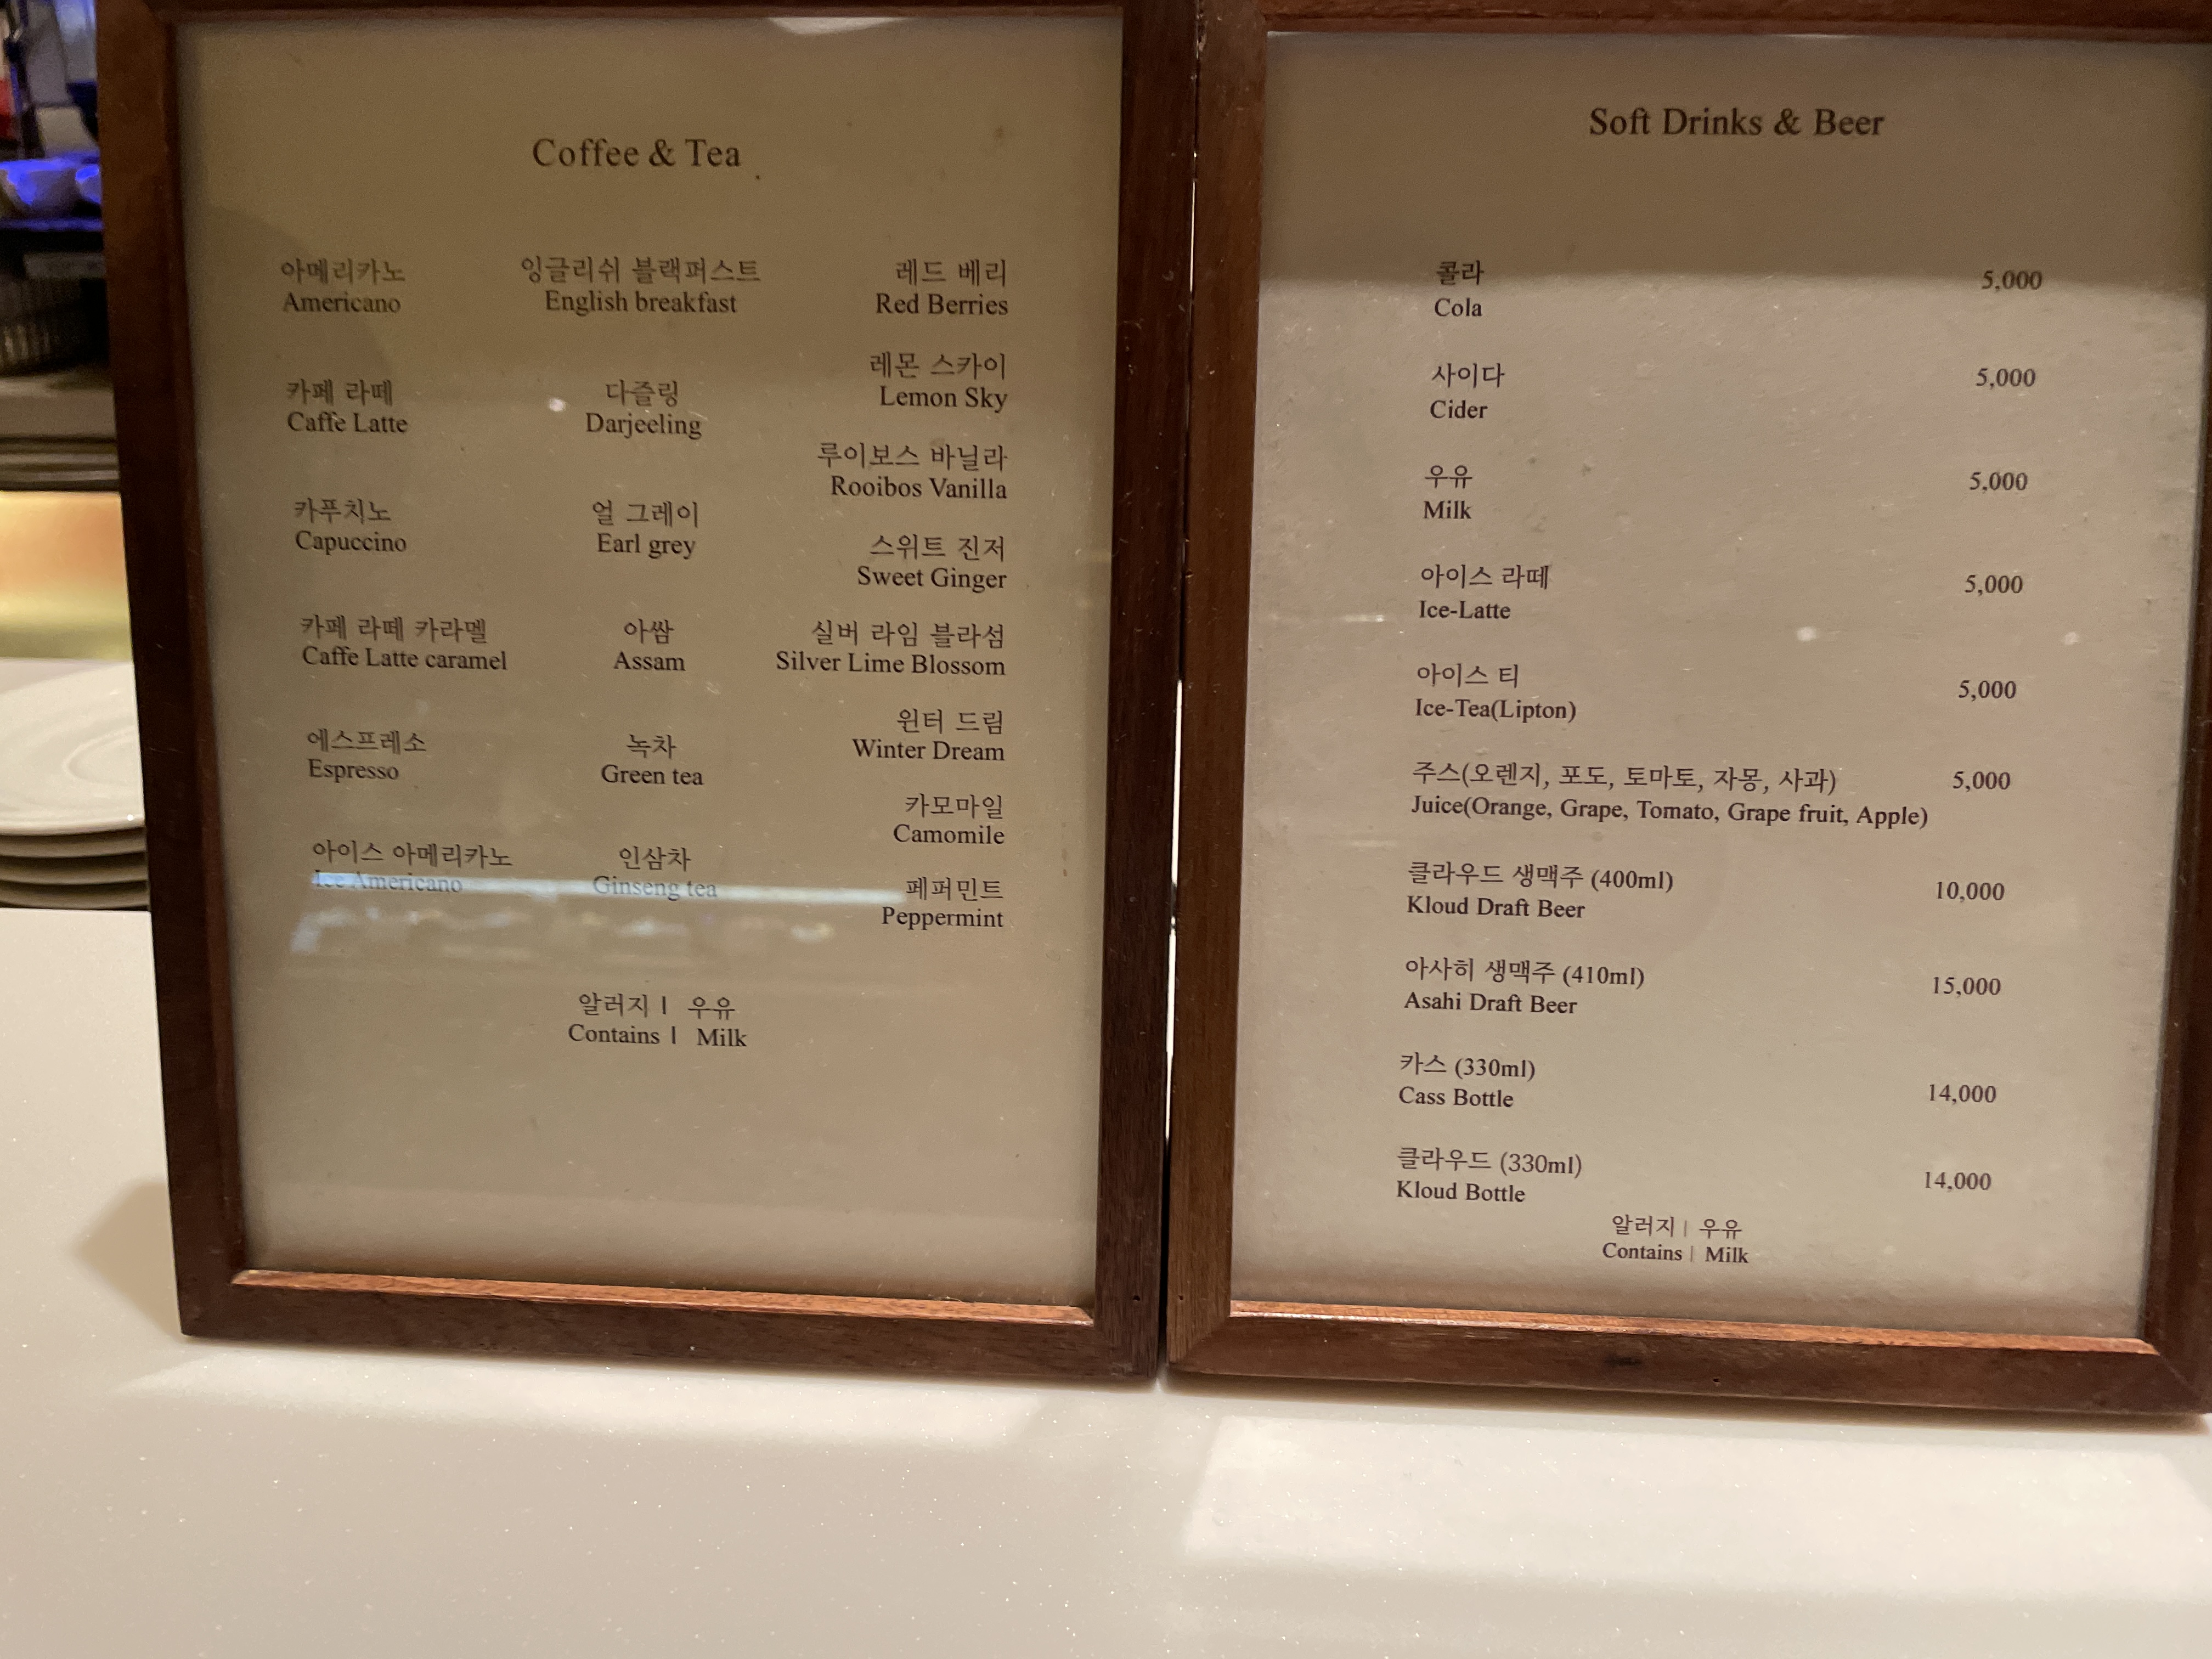 Coffee & Tea
아메리카노
Americano
카페 라떼
Caffe Latte
카푸치노
Capuccino
카페 라떼 카라멜
Caffe Latte caramel
에스프레소
Espresso
아이스 아메리카노
Ice Americano
잉글리쉬 블랙퍼스트
English breakfast
다즐링
Darjeeling
얼 그레이
Earl grey
아쌈
Assam
녹차
Green tea
인삼차
Ginseng tea
레드 베리
Red Berries
레몬 스카이
Lemon Sky
루이보스 바닐라
Rooibos Vanilla
스위트 진저
Sweet Ginger
실버 라임 블라섬
Silver Lime Blossom
윈터 드림
Winter Dream
카모마일
Camomile
페퍼민트
Peppermint
알러지 | 우유
Contains | Milk
Soft Drinks & Beer
콜라 5,000
Cola
사이다 5,000
Cider
우유 5,000
Milk
아이스 라떼 5,000
Ice-Latte
아이스 티 5,000
Ice-Tea(Lipton)
주스(오렌지, 포도, 토마토, 자몽, 사과) 5,000
Juice(Orange, Grape, Tomato, Grape fruit, Apple)
클라우드 생맥주 (400ml) 10,000
Kloud Draft Beer
아사히 생맥주 (410ml) 15,000
Asahi Draft Beer
카스 (330ml) 14,000
Cass Bottle
클라우드 (330ml) 14,000
Kloud Bottle
알러지 | 우유
Contains | Milk